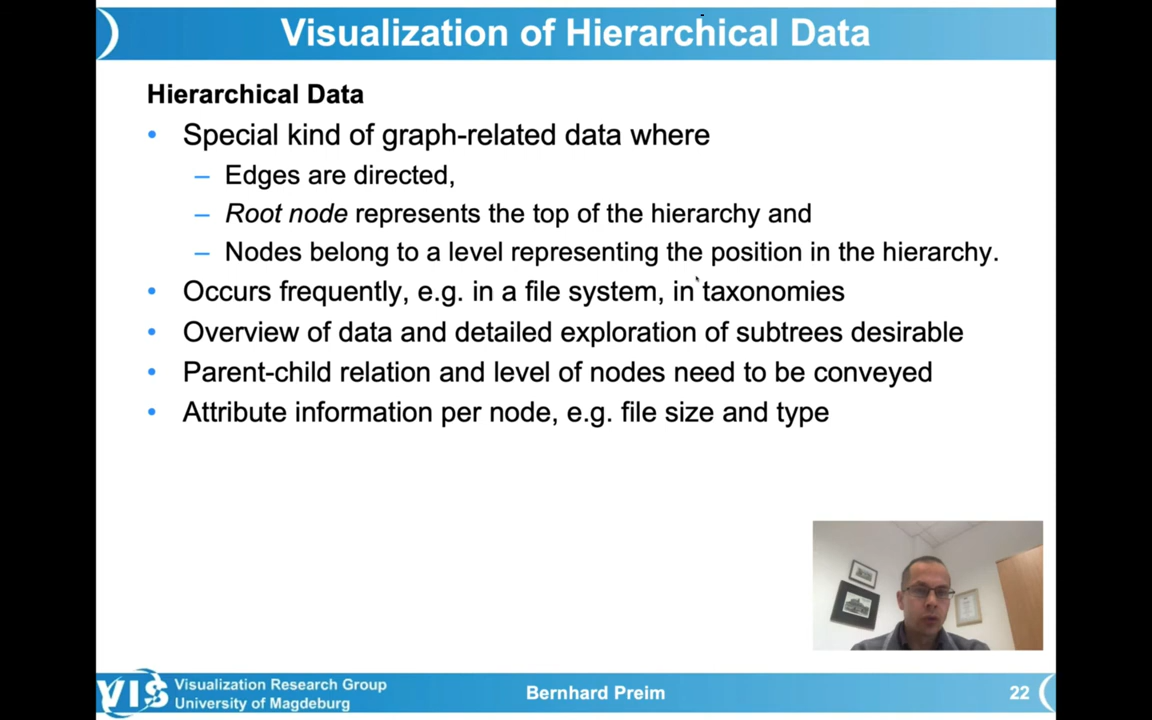 Visualization of Hierarchical Data
Hierarchical Data
• Special kind of graph-related data where
– Edges are directed,
– Root node represents the top of the hierarchy and
– Nodes belong to a level representing the position in the hierarchy.
• Occurs frequently, e.g. in a file system, in taxonomies
• Overview of data and detailed exploration of subtrees desirable
• Parent-child relation and level of nodes need to be conveyed
• Attribute information per node, e.g. file size and type
VIS
Visualization Research Group
University of Magdeburg
Bernhard Preim
22